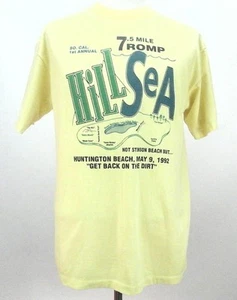 SO. CAL.
1st ANNUAL
7.5 MILE
ROMP
HiLL
SeA
NOT STINSON BEACH BUT...
HUNTINGTON BEACH, MAY 9, 1992
"GET BACK ON THE DIRT"